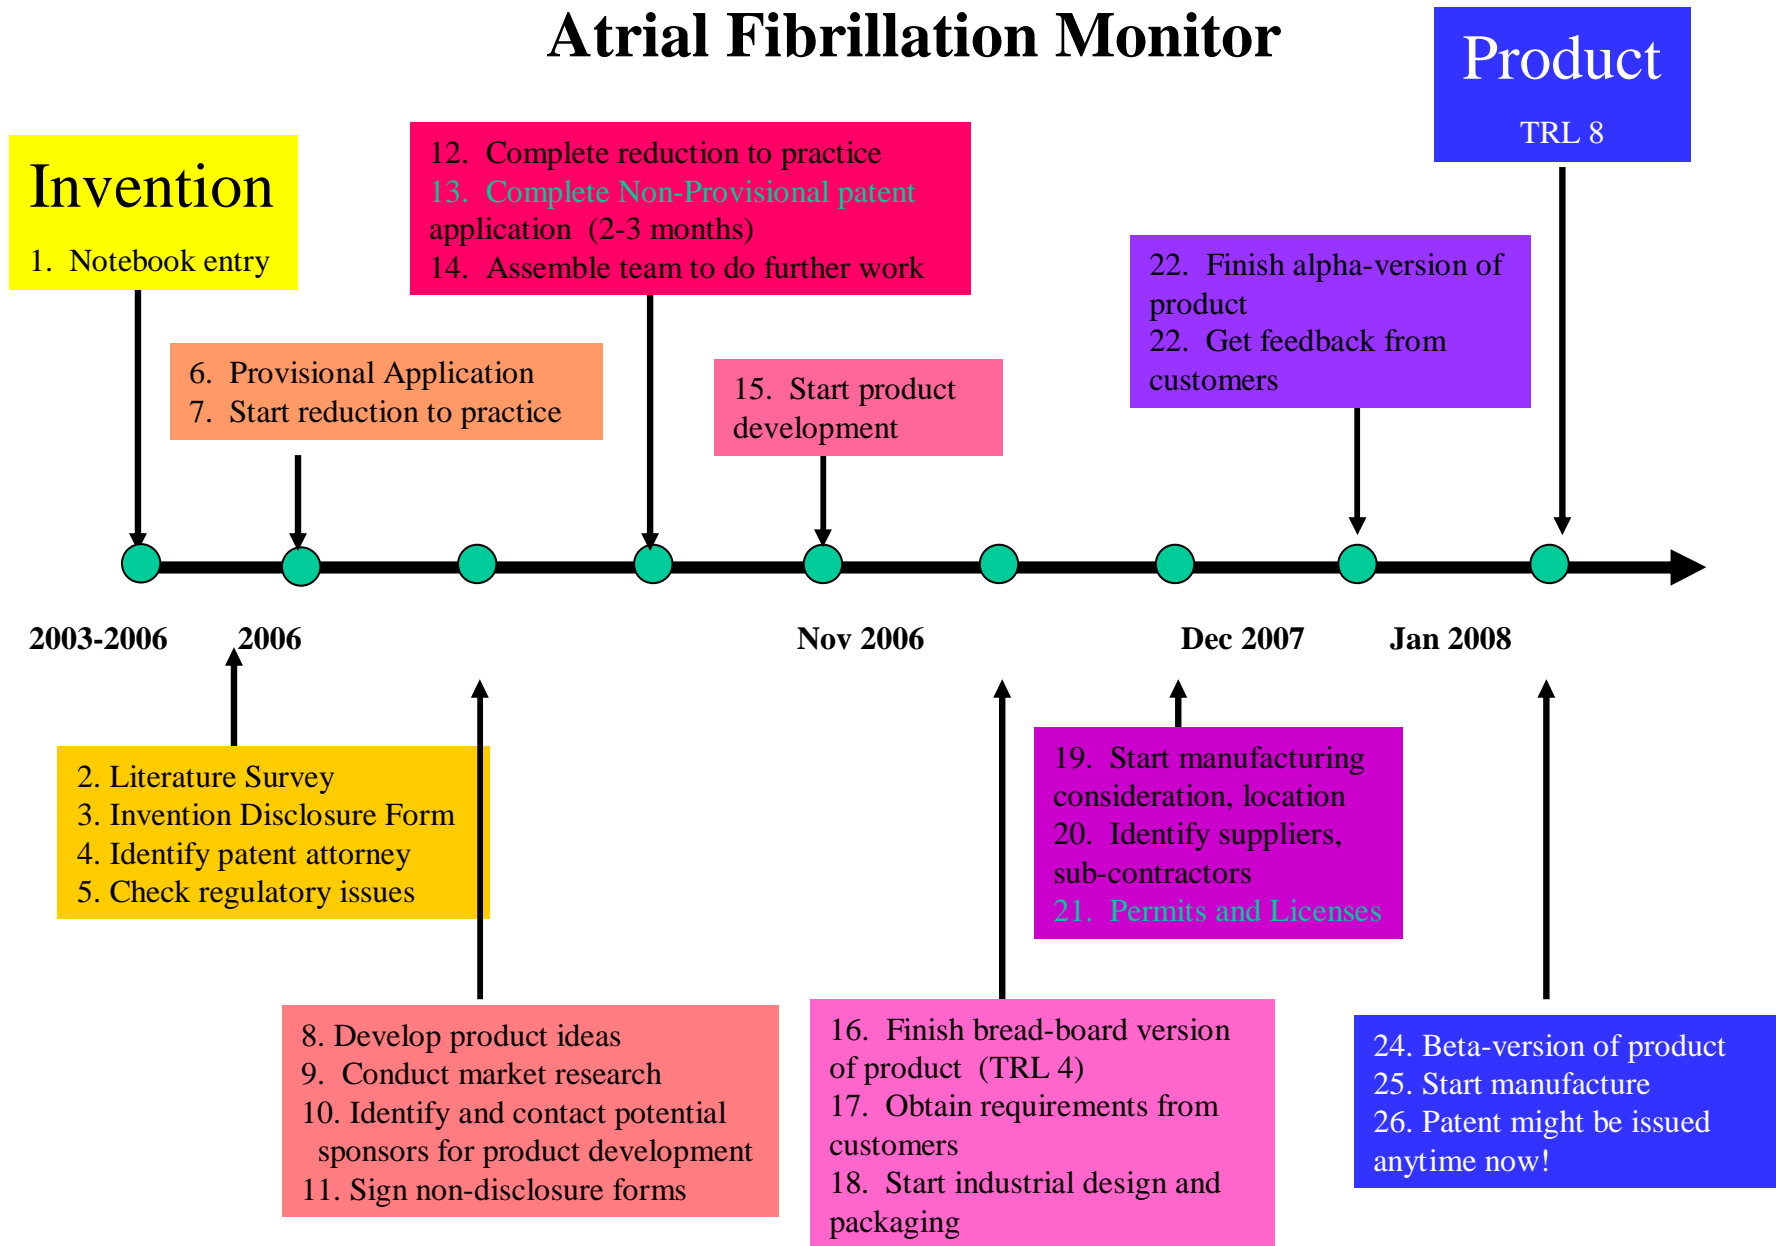 Atrial Fibrillation Monitor
Product
TRL 8
Invention
1. Notebook entry
12. Complete reduction to practice
13. Complete Non-Provisional patent
application (2-3 months)
14. Assemble team to do further work
22. Finish alpha-version of
product
22. Get feedback from
customers
6. Provisional Application
7. Start reduction to practice
15. Start product
development
2003-2006
2006
Nov 2006
Dec 2007
Jan 2008
2. Literature Survey
3. Invention Disclosure Form
4. Identify patent attorney
5. Check regulatory issues
19. Start manufacturing
consideration, location
20. Identify suppliers,
sub-contractors
21. Permits and Licenses
8. Develop product ideas
9. Conduct market research
10. Identify and contact potential
sponsors for product development
11. Sign non-disclosure forms
16. Finish bread-board version
of product (TRL 4)
17. Obtain requirements from
customers
18. Start industrial design and
packaging
24. Beta-version of product
25. Start manufacture
26. Patent might be issued
anytime now!